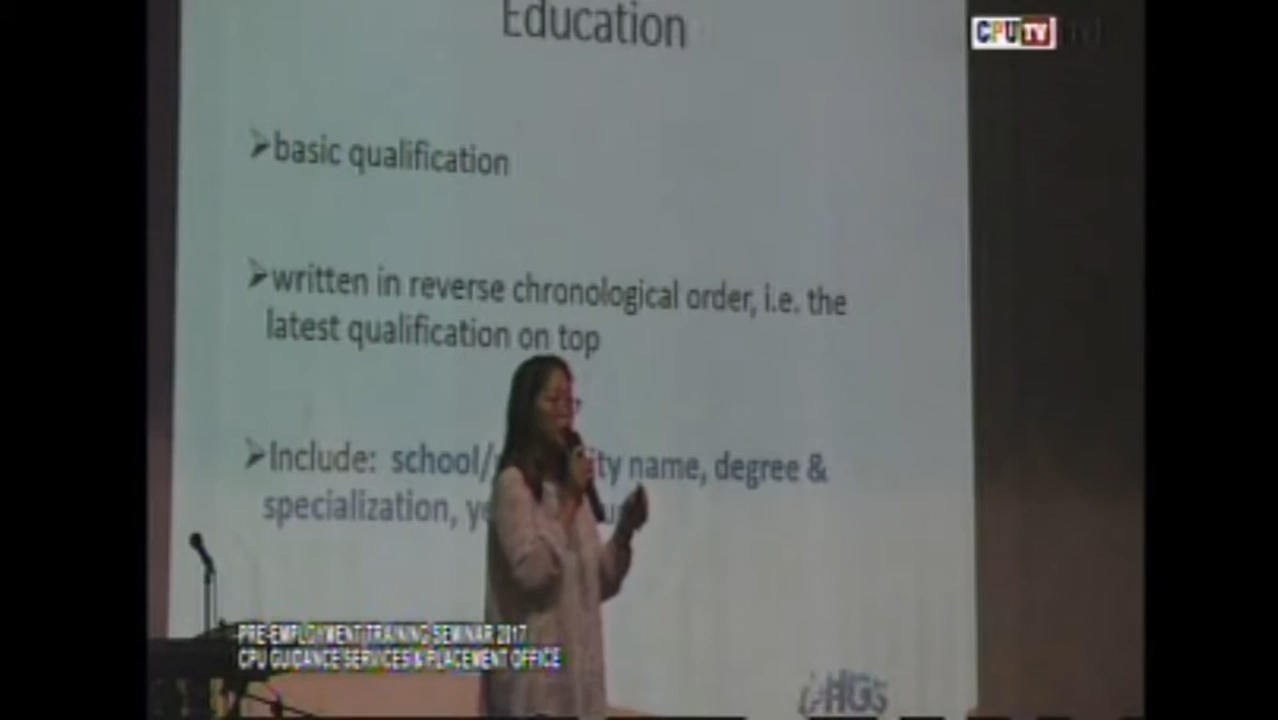 Education
CPU TV
➢basic qualification
➢written in reverse chronological order, i.e. the
latest qualification on top
➢Include: school/ity name, degree &
specialization,
PRE-EMPLOYMENT TRAINING SEMINAR 2017
CPU GUIDANCE SERVICES & PLACEMENT OFFICE
HGS